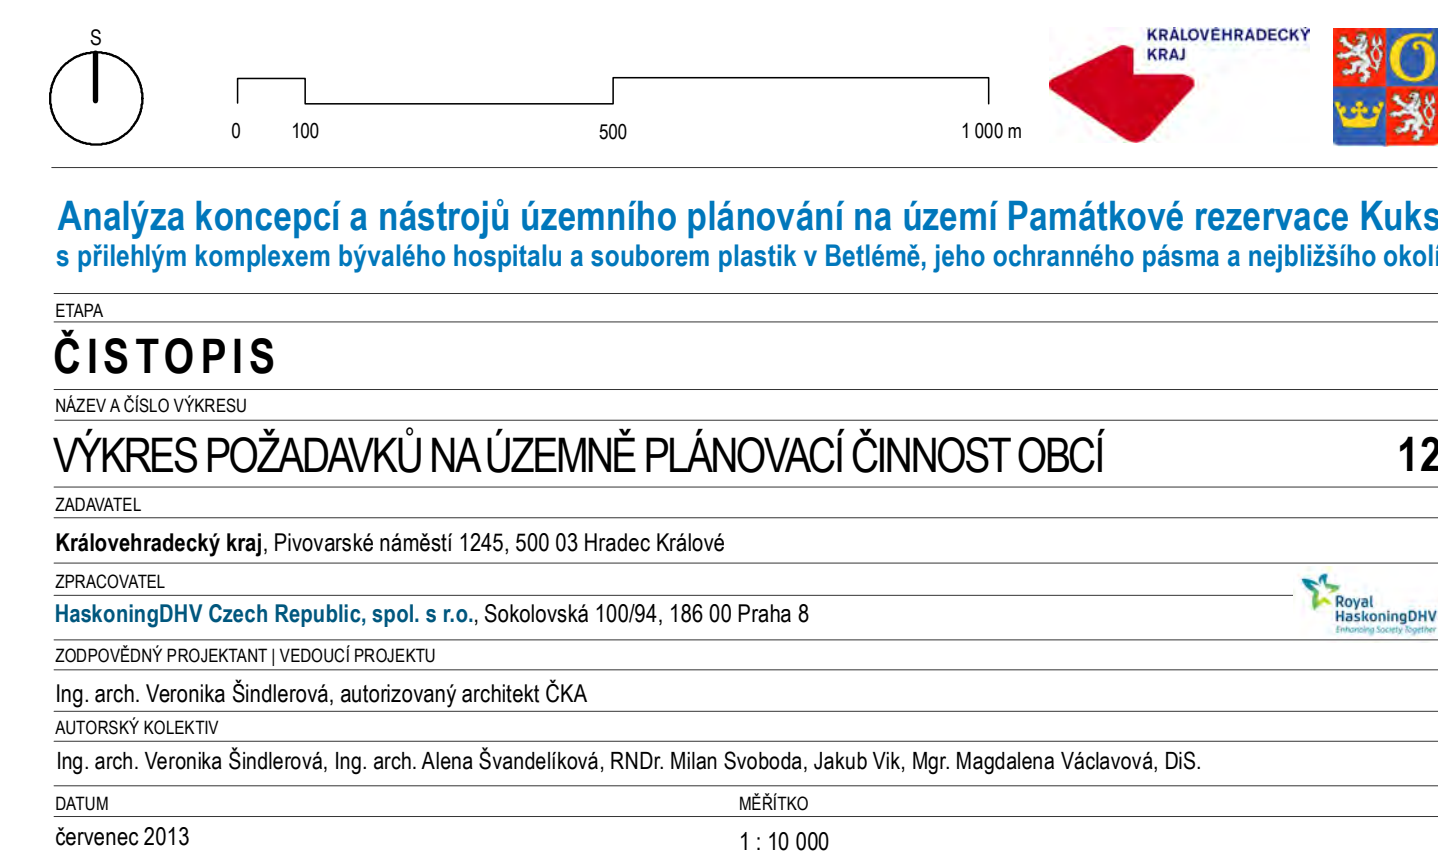 S
0 100 500 1 000 m
KRÁLOVÉHRADECKÝ
KRAJ
Analýza koncepcí a nástrojů územního plánování na území Památkové rezervace Kuks
s přilehlým komplexem bývalého hospitalu a souborem plastik v Betlémě, jeho ochranného pásma a nejbližšího okolí
ETAPA
ČISTOPIS
NÁZEV A ČÍSLO VÝKRESU
VÝKRES POŽADAVKŮ NA ÚZEMNĚ PLÁNOVACÍ ČINNOST OBCÍ 12
ZADAVATEL
Královehradecký kraj, Pivovarské náměstí 1245, 500 03 Hradec Králové
ZPRACOVATEL
HaskoningDHV Czech Republic, spol. s r.o., Sokolovská 100/94, 186 00 Praha 8
Royal
HaskoningDHV
Enhancing Society Together
ZODPOVĚDNÝ PROJEKTANT | VEDOUCÍ PROJEKTU
Ing. arch. Veronika Šindlerová, autorizovaný architekt ČKA
AUTORSKÝ KOLEKTIV
Ing. arch. Veronika Šindlerová, Ing. arch. Alena Švandelíková, RNDr. Milan Svoboda, Jakub Vik, Mgr. Magdalena Václavová, DiS.
DATUM MĚŘÍTKO
červenec 2013 1 : 10 000